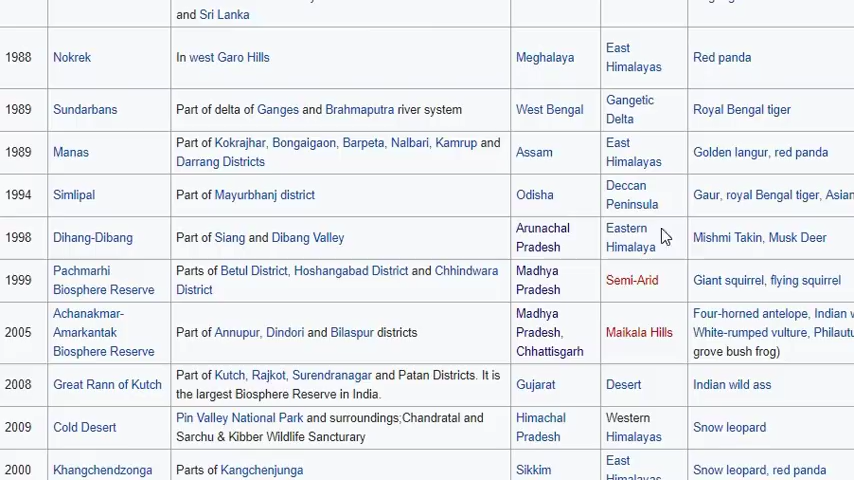 and Sri Lanka
1988 Nokrek In west Garo Hills Meghalaya East Himalayas Red panda
1989 Sundarbans Part of delta of Ganges and Brahmaputra river system West Bengal Gangetic Delta Royal Bengal tiger
1989 Manas Part of Kokrajhar, Bongaigaon, Barpeta, Nalbari, Kamrup and Darrang Districts Assam East Himalayas Golden langur, red panda
1994 Simlipal Part of Mayurbhanj district Odisha Deccan Peninsula Gaur, royal Bengal tiger, Asian
1998 Dihang-Dibang Part of Siang and Dibang Valley Arunachal Pradesh Eastern Himalaya Mishmi Takin, Musk Deer
1999 Pachmarhi Biosphere Reserve Parts of Betul District, Hoshangabad District and Chhindwara District Madhya Pradesh Semi-Arid Giant squirrel, flying squirrel
2005 Achanakmar-Amarkantak Biosphere Reserve Part of Annupur, Dindori and Bilaspur districts Madhya Pradesh, Chhattisgarh Maikala Hills Four-horned antelope, Indian White-rumped vulture, grove bush frog)
2008 Great Rann of Kutch Part of Kutch, Rajkot, Surendranagar and Patan Districts. It is the largest Biosphere Reserve in India. Gujarat Desert Indian wild ass
2009 Cold Desert Pin Valley National Park and surroundings;Chandratal and Sarchu & Kibber Wildlife Sancturary Himachal Pradesh Western Himalayas Snow leopard
2000 Khangchendzonga Parts of Kangchenjunga Sikkim East Himalayas Snow leopard, red panda